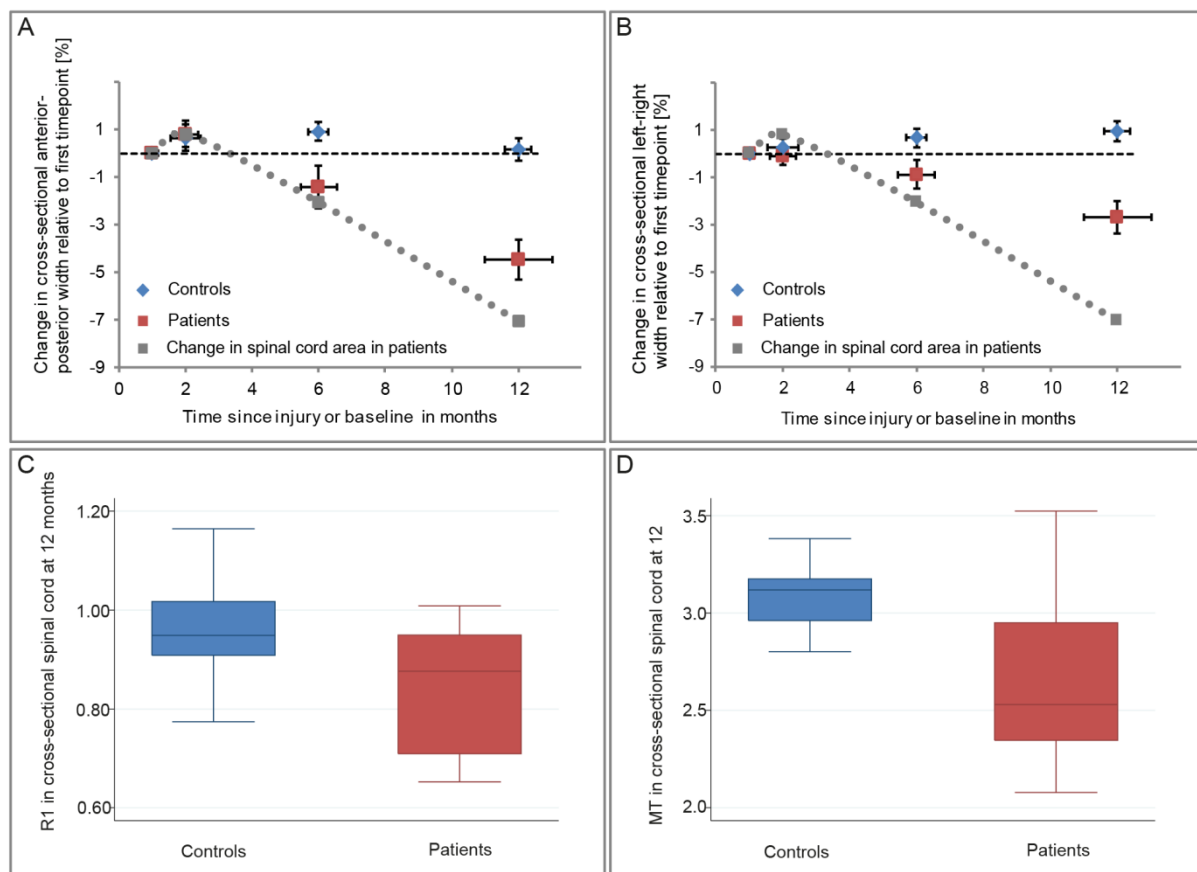 A
Change in cross-sectional anterior-
posterior width relative to first timepoint [%]
1
-1
-3
-5
-7
-9
Controls
Patients
Change in spinal cord area in patients
0 2 4 6 8 10 12
Time since injury or baseline in months
B
Change in cross-sectional left-right
width relative to first timepoint [%]
1
-1
-3
-5
-7
-9
Controls
Patients
Change in spinal cord area in patients
0 2 4 6 8 10 12
Time since injury or baseline in months
C
R1 in cross-sectional spinal cord at 12 months
1.20
1.00
0.80
0.60
Controls Patients
D
MT in cross-sectional spinal cord at 12
3.5
3.0
2.5
2.0
Controls Patients